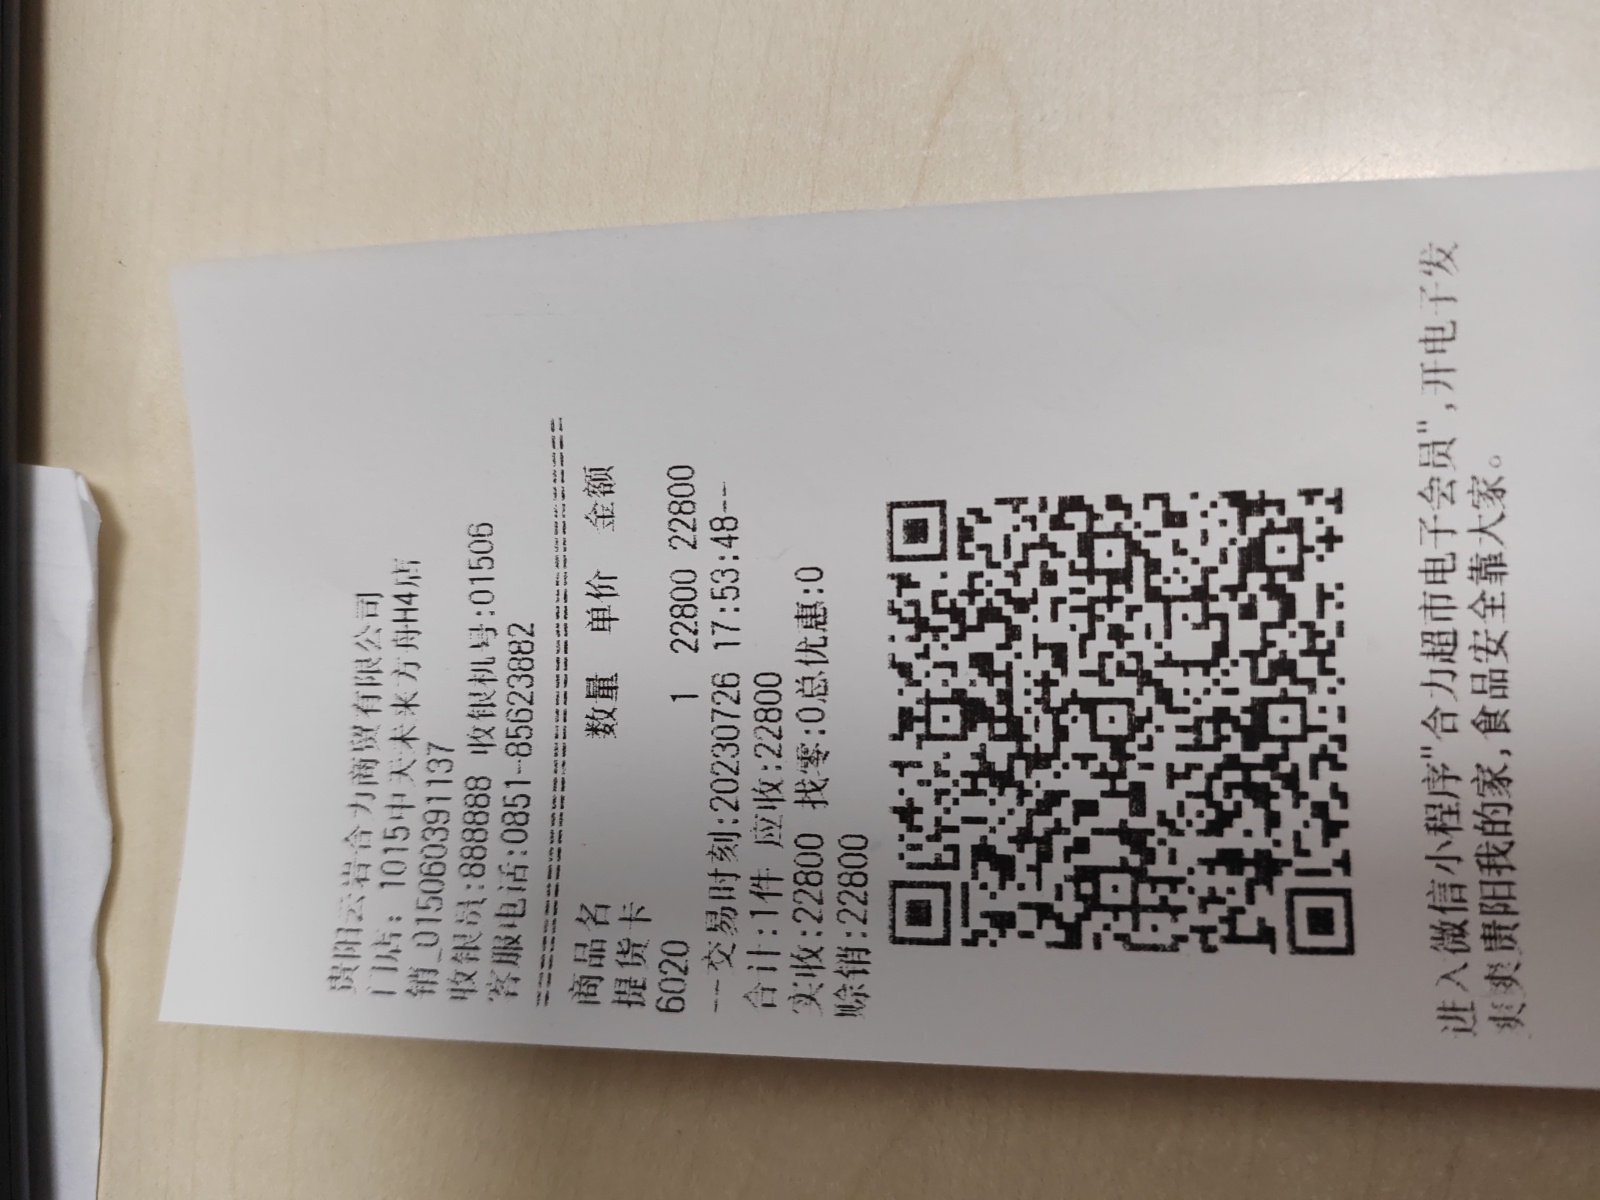 贵阳云岩合力商贸有限公司
门店: 1015中天未来方舟H4店
销_015060391137
收银员:888888 收银机号:01506
客服电话:0851-85623882
商品名 数量 单价 金额
提货卡
6020 1 22800 22800
--交易时刻:20230726 17:53:48--
合计:1件 应收:22800
实收:22800 找零:0总优惠:0
赊销:22800
进入微信小程序"合力超市电子会员",开电子发
爽爽贵阳我的家,食品安全靠大家。